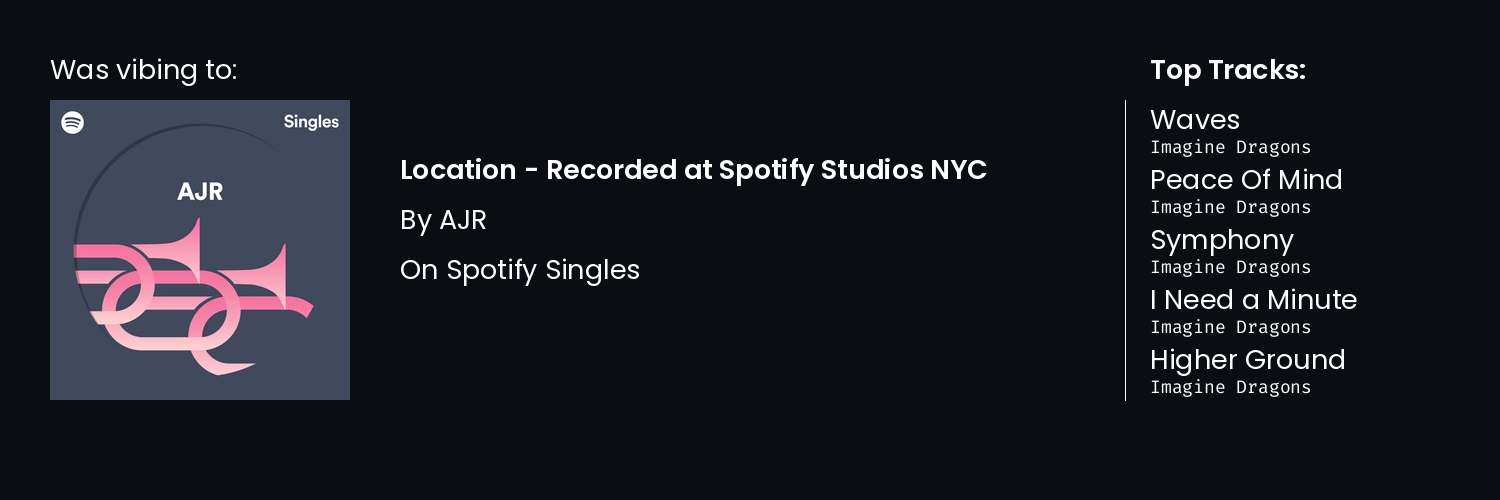 Was vibing to:
Singles
AJR
Location - Recorded at Spotify Studios NYC
By AJR
On Spotify Singles
Top Tracks:
Waves
Imagine Dragons
Peace Of Mind
Imagine Dragons
Symphony
Imagine Dragons
I Need a Minute
Imagine Dragons
Higher Ground
Imagine Dragons